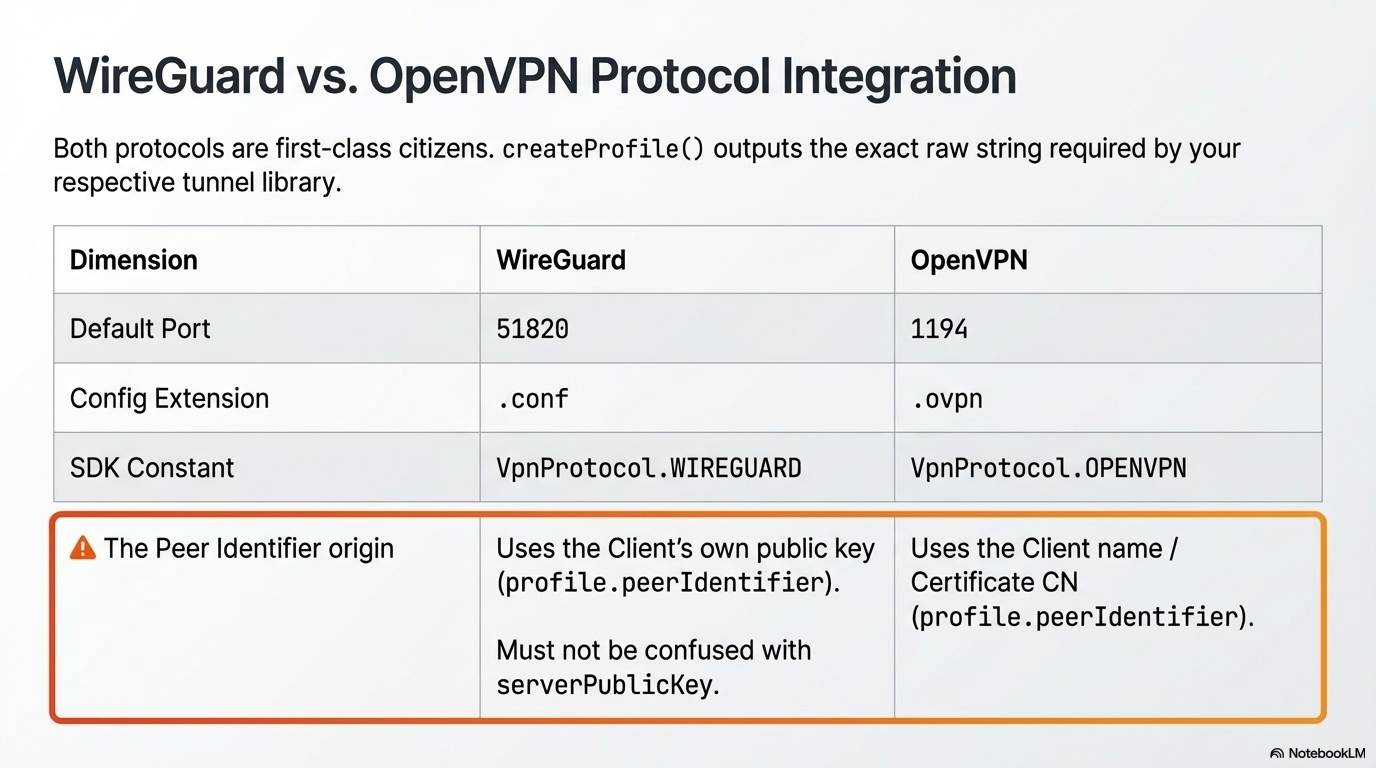 WireGuard vs. OpenVPN Protocol Integration
Both protocols are first-class citizens. createProfile() outputs the exact raw string required by your
respective tunnel library.
Dimension
WireGuard
OpenVPN
Default Port
51820
1194
Config Extension
.conf
.ovpn
SDK Constant
VpnProtocol.WIREGUARD
VpnProtocol.OPENVPN
The Peer Identifier origin
Uses the Client's own public key
(profile.peerIdentifier).
Must not be confused with
serverPublicKey.
Uses the Client name /
Certificate CN
(profile.peerIdentifier).
NotebookLM